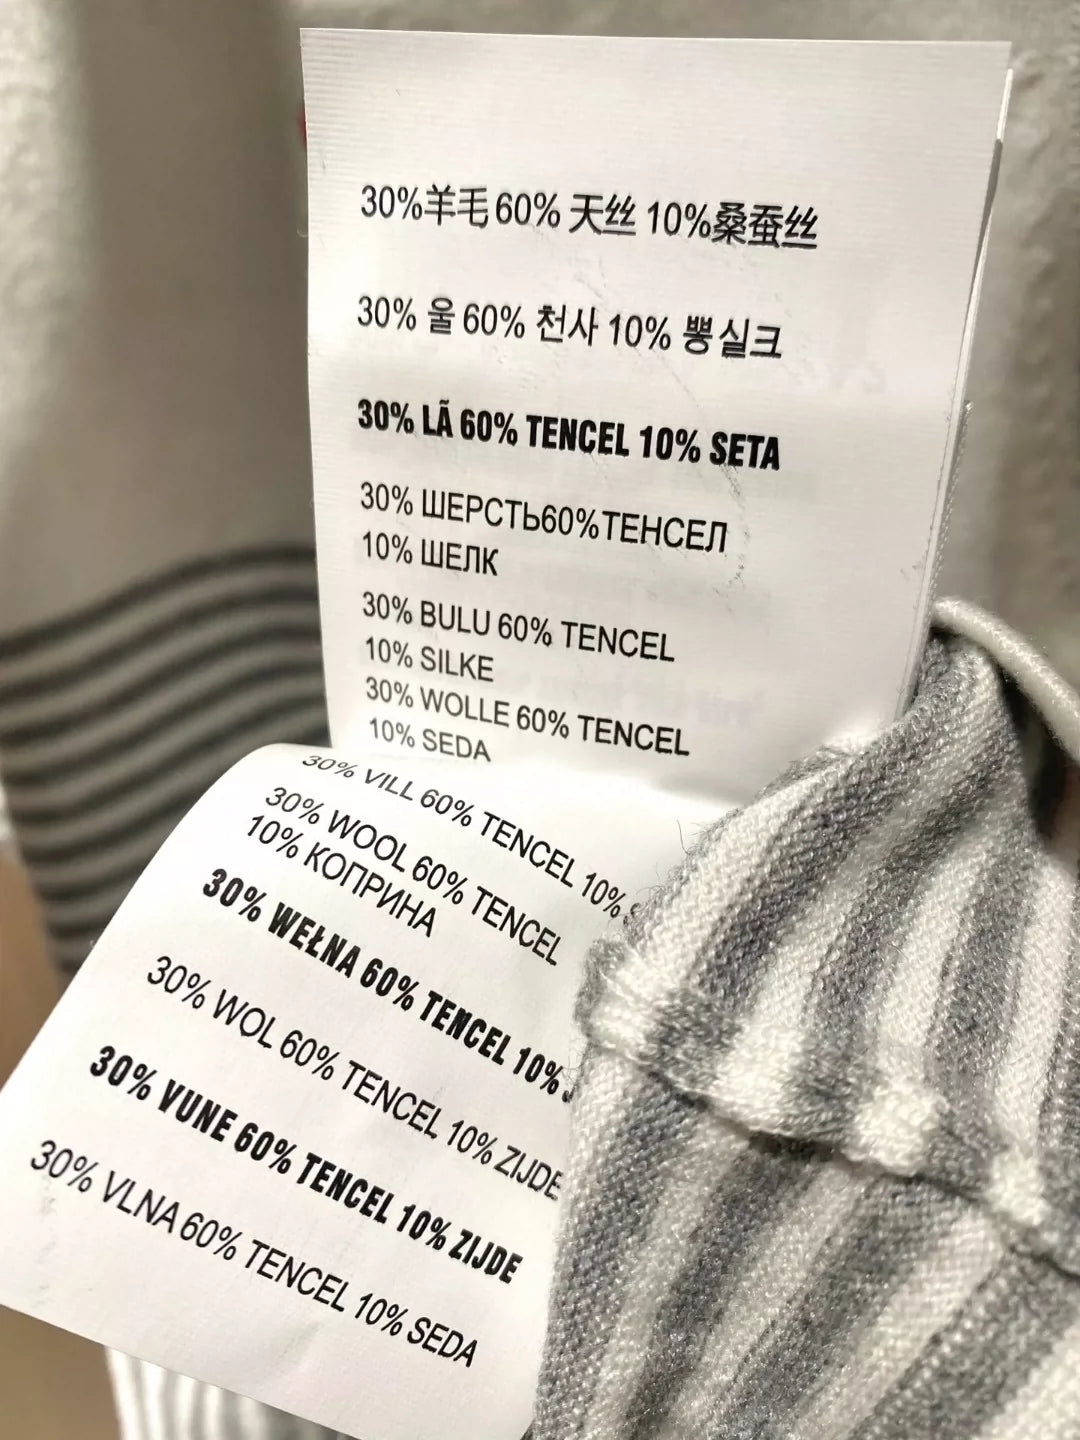 30%羊毛 60% 天丝 10%桑蚕丝
30% 울 60% 천사 10% 뽕실크
30% LÃ 60% TENCEL 10% SETA
30% ШЕРСТЬ60%ТЕНСЕЛ
10% ШЕЛК
30% BULU 60% TENCEL
10% SILKE
30% WOLLE 60% TENCEL
10% SEDA
30% VILL 60% TENCEL 10%
30% WOOL 60% TENCEL
10% КОПРИНА
30% WEŁNA 60% TENCEL 10%
30% WOL 60% TENCEL 10% ZIJDE
30% VUNE 60% TENCEL 10% ZIJDE
30% VLNA 60% TENCEL 10% SEDA